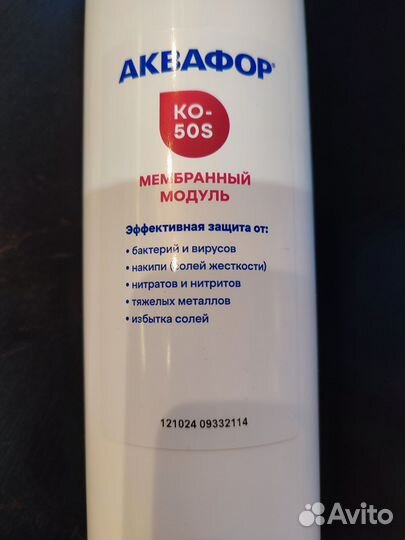 АКВАФОР®
КО-
50S
МЕМБРАННЫЙ
МОДУЛЬ
Эффективная защита от:
• бактерий и вирусов
• накипи (солей жесткости)
• нитратов и нитритов
• тяжелых металлов
• избытка солей
121024 09332114
Avito